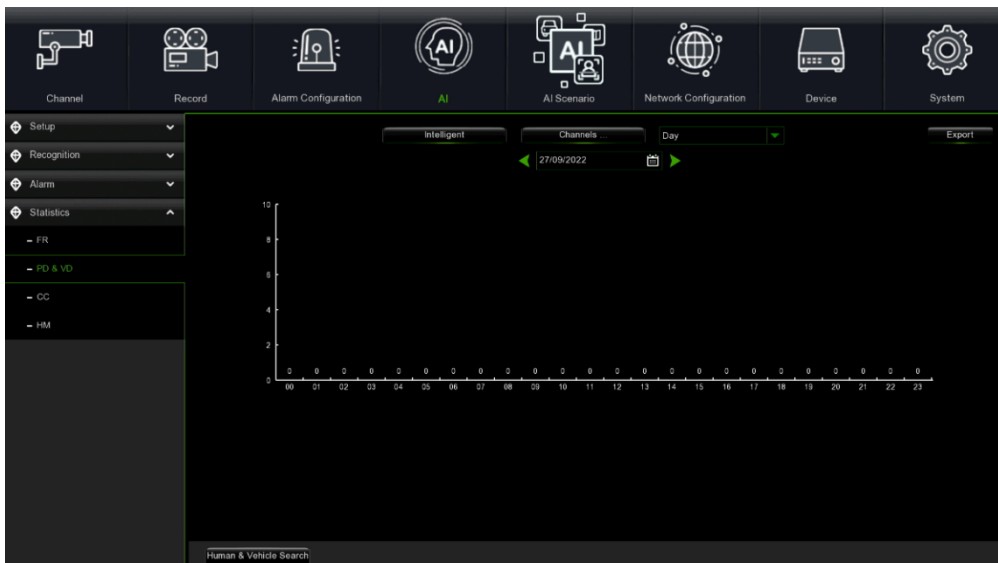 AI
AI
Channel Record Alarm Configuration AI AI Scenario Network Configuration Device System
Setup
Intelligent Channels ... Day Export
Recognition
27/09/2022
Alarm
Statistics
FR
PD & VD
CC
HM
10
8
6
4
2
0
0 0 0 0 0 0 0 0 0 0 0 0 0 0 0 0 0 0 0 0 0 0 0 0
00 01 02 03 04 05 06 07 08 09 10 11 12 13 14 15 16 17 18 19 20 21 22 23
Human & Vehicle Search